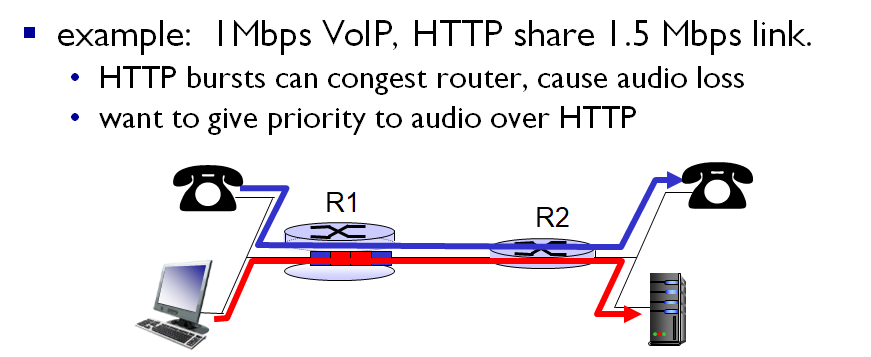 ▪ example: 1Mbps VoIP, HTTP share 1.5 Mbps link.
• HTTP bursts can congest router, cause audio loss
• want to give priority to audio over HTTP
R1
R2